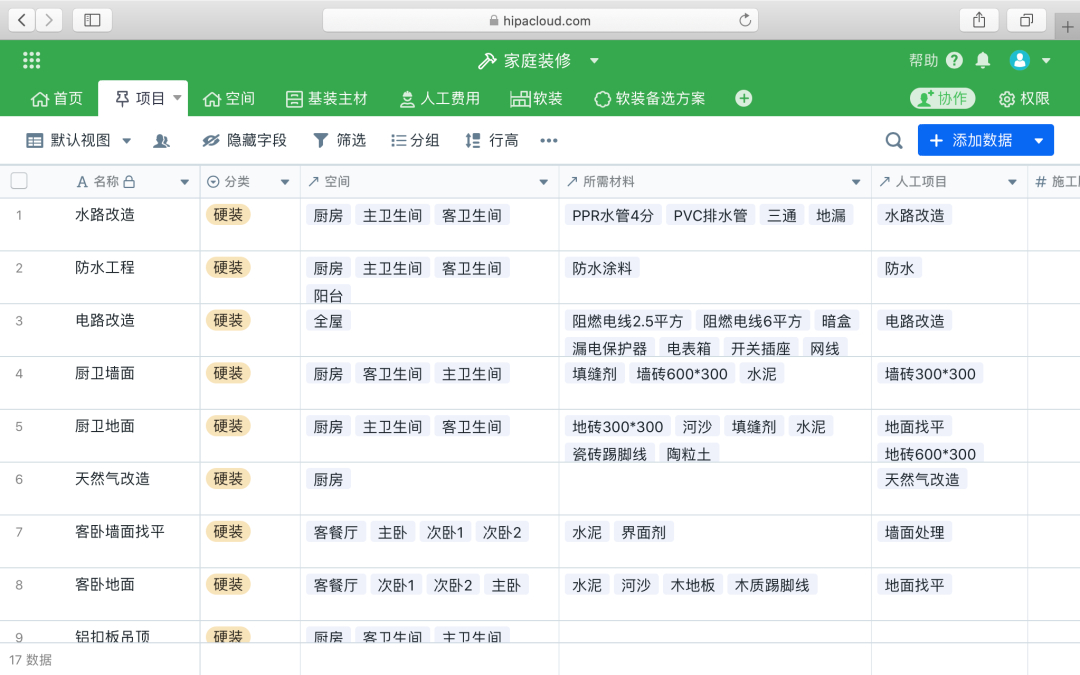 hipacloud.com
家庭装修
帮助
首页 项目 空间 基装主材 人工费用 软装 软装备选方案 协作 权限
默认视图 隐藏字段 筛选 分组 行高 添加数据
名称 分类 空间 所需材料 人工项目 # 施工
1 水路改造 硬装 厨房 主卫生间 客卫生间 PPR水管4分 PVC排水管 三通 地漏 水路改造
2 防水工程 硬装 厨房 主卫生间 客卫生间 防水涂料 防水
阳台
3 电路改造 硬装 全屋 阻燃电线2.5平方 阻燃电线6平方 暗盒 电路改造
漏电保护器 电表箱 开关插座 网线
4 厨卫墙面 硬装 厨房 客卫生间 主卫生间 填缝剂 墙砖600*300 水泥 墙砖300*300
5 厨卫地面 硬装 厨房 主卫生间 客卫生间 地砖300*300 河沙 填缝剂 水泥 地面找平
瓷砖踢脚线 陶粒土 地砖600*300
6 天然气改造 硬装 厨房 天然气改造
7 客卧墙面找平 硬装 客餐厅 主卧 次卧1 次卧2 水泥 界面剂 墙面处理
8 客卧地面 硬装 客餐厅 次卧1 次卧2 主卧 水泥 河沙 木地板 木质踢脚线 地面找平
9 铝扣板吊顶 硬装 厨房 客卫生间 主卫生间
17 数据